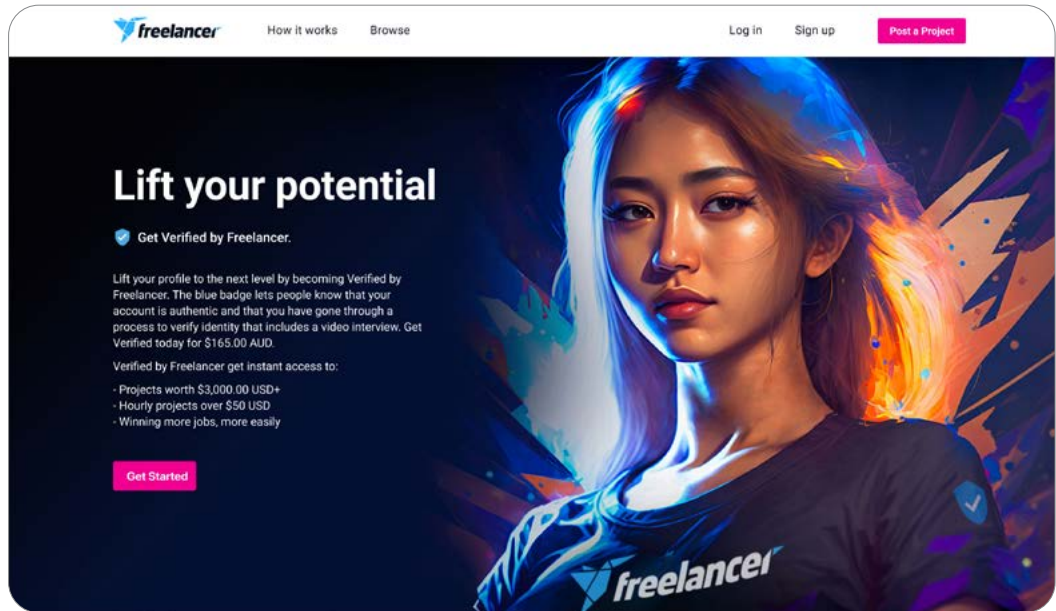 freelancer
How it works
Browse
Log in
Sign up
Post a Project
Lift your potential
Get Verified by Freelancer.
Lift your profile to the next level by becoming Verified by
Freelancer. The blue badge lets people know that your
account is authentic and that you have gone through a
process to verify identity that includes a video interview. Get
Verified today for $165.00 AUD.
Verified by Freelancer get instant access to:
- Projects worth $3,000.00 USD+
- Hourly projects over $50 USD
- Winning more jobs, more easily
Get Started
freelancer